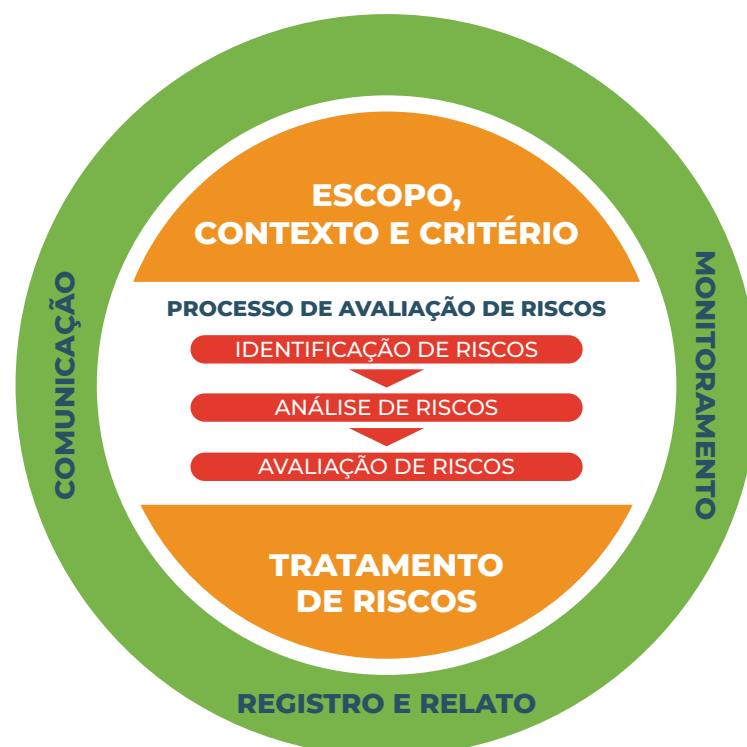 ESCOPO,
CONTEXTO E CRITÉRIO
PROCESSO DE AVALIAÇÃO DE RISCOS
IDENTIFICAÇÃO DE RISCOS
ANÁLISE DE RISCOS
AVALIAÇÃO DE RISCOS
TRATAMENTO
DE RISCOS
COMUNICAÇÃO
MONITORAMENTO
REGISTRO E RELATO